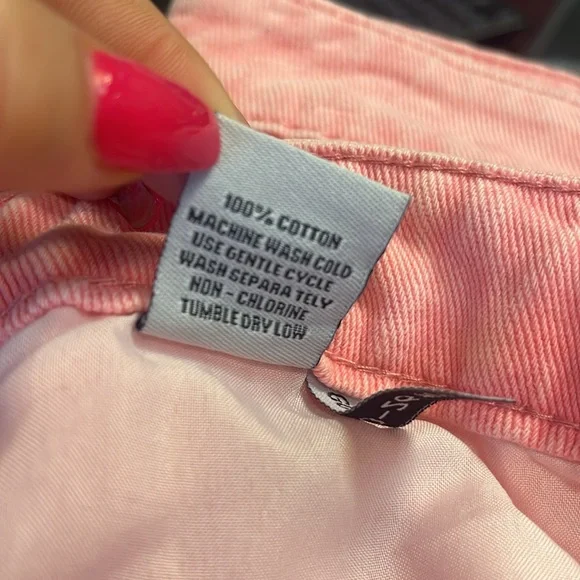 100% COTTON
MACHINE WASH COLD
USE GENTLE CYCLE
WASH SEPARA TELY
NON - CHLORINE
TUMBLE DRY LOW